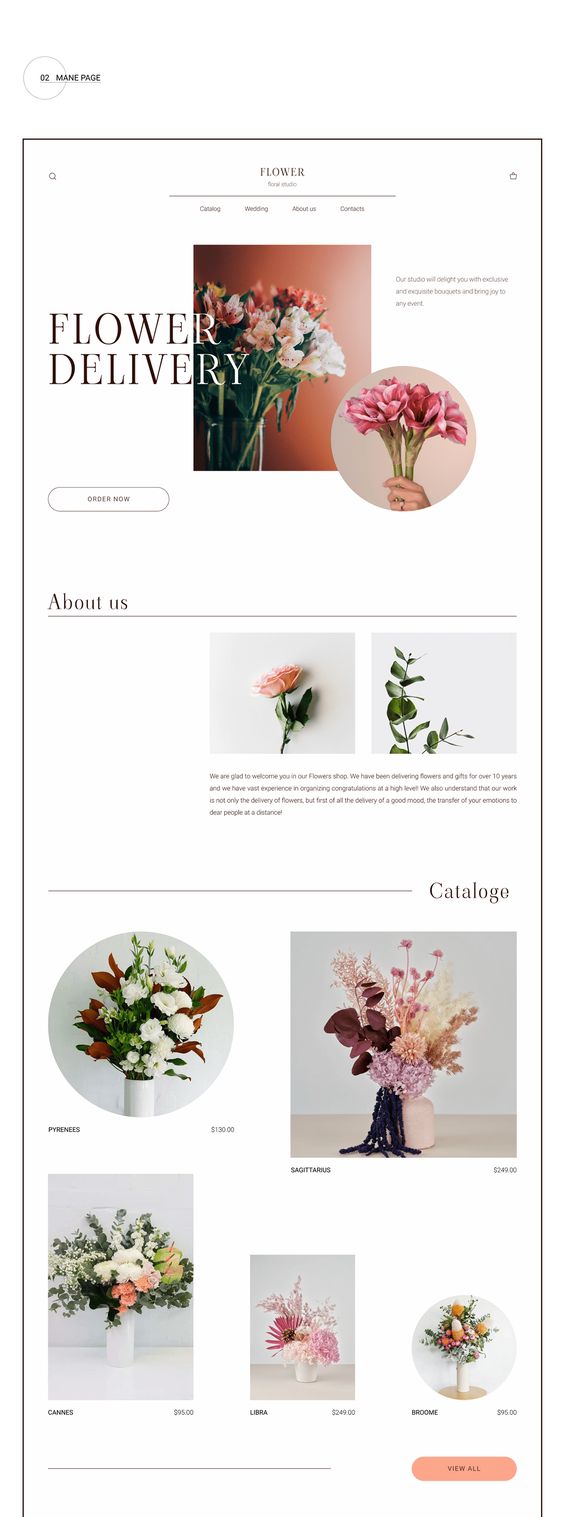 02 MANE PAGE
FLOWER
floral studio
Catalog Wedding About us Contacts
Our studio will delight you with exclusive
and exquisite bouquets and bring joy to
any event.
FLOWER
DELIVERY
ORDER NOW
About us
We are glad to welcome you in our Flowers shop. We have been delivering flowers and gifts for over 10 years
and we have vast experience in organizing congratulations at a high level! We also understand that our work
is not only the delivery of flowers, but first of all the delivery of a good mood, the transfer of your emotions to
dear people at a distance!
Cataloge
PYRENEES $130.00
SAGITTARIUS $249.00
CANNES $95.00
LIBRA $249.00
BROOME $95.00
VIEW ALL